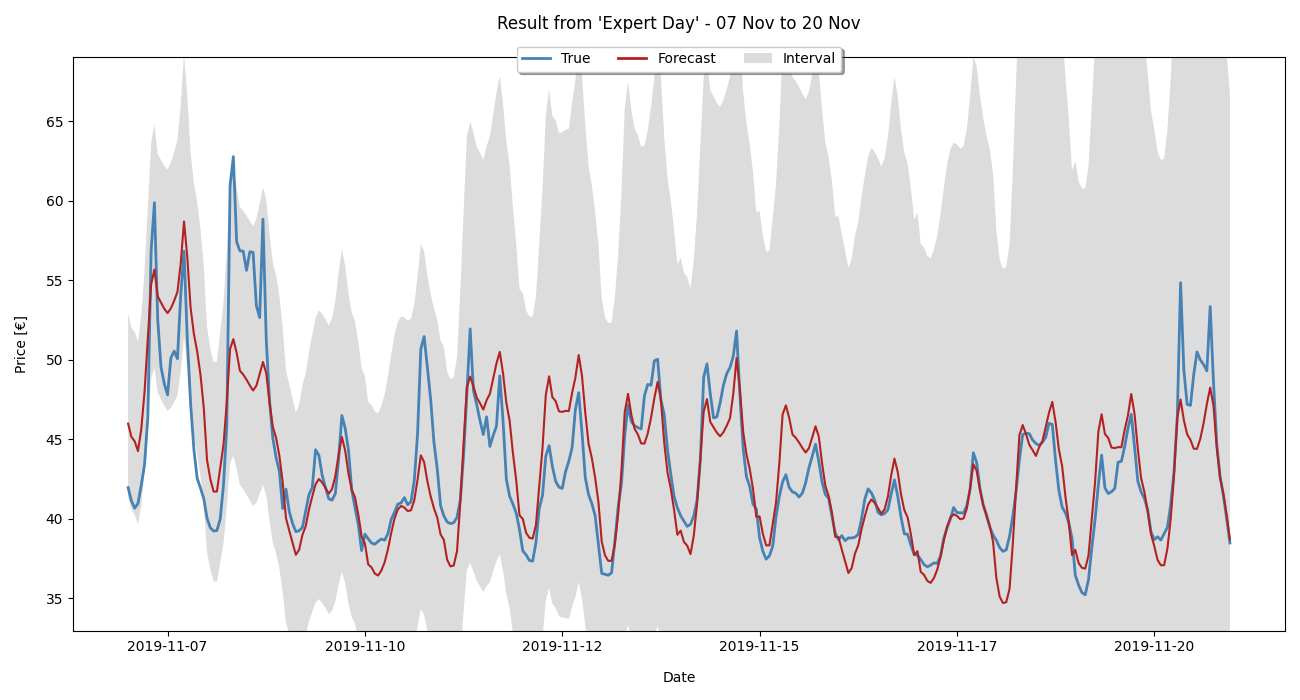 Result from 'Expert Day' - 07 Nov to 20 Nov
True Forecast Interval
Price [€]
65
60
55
50
45
40
35
2019-11-07 2019-11-10 2019-11-12 2019-11-15 2019-11-17 2019-11-20
Date